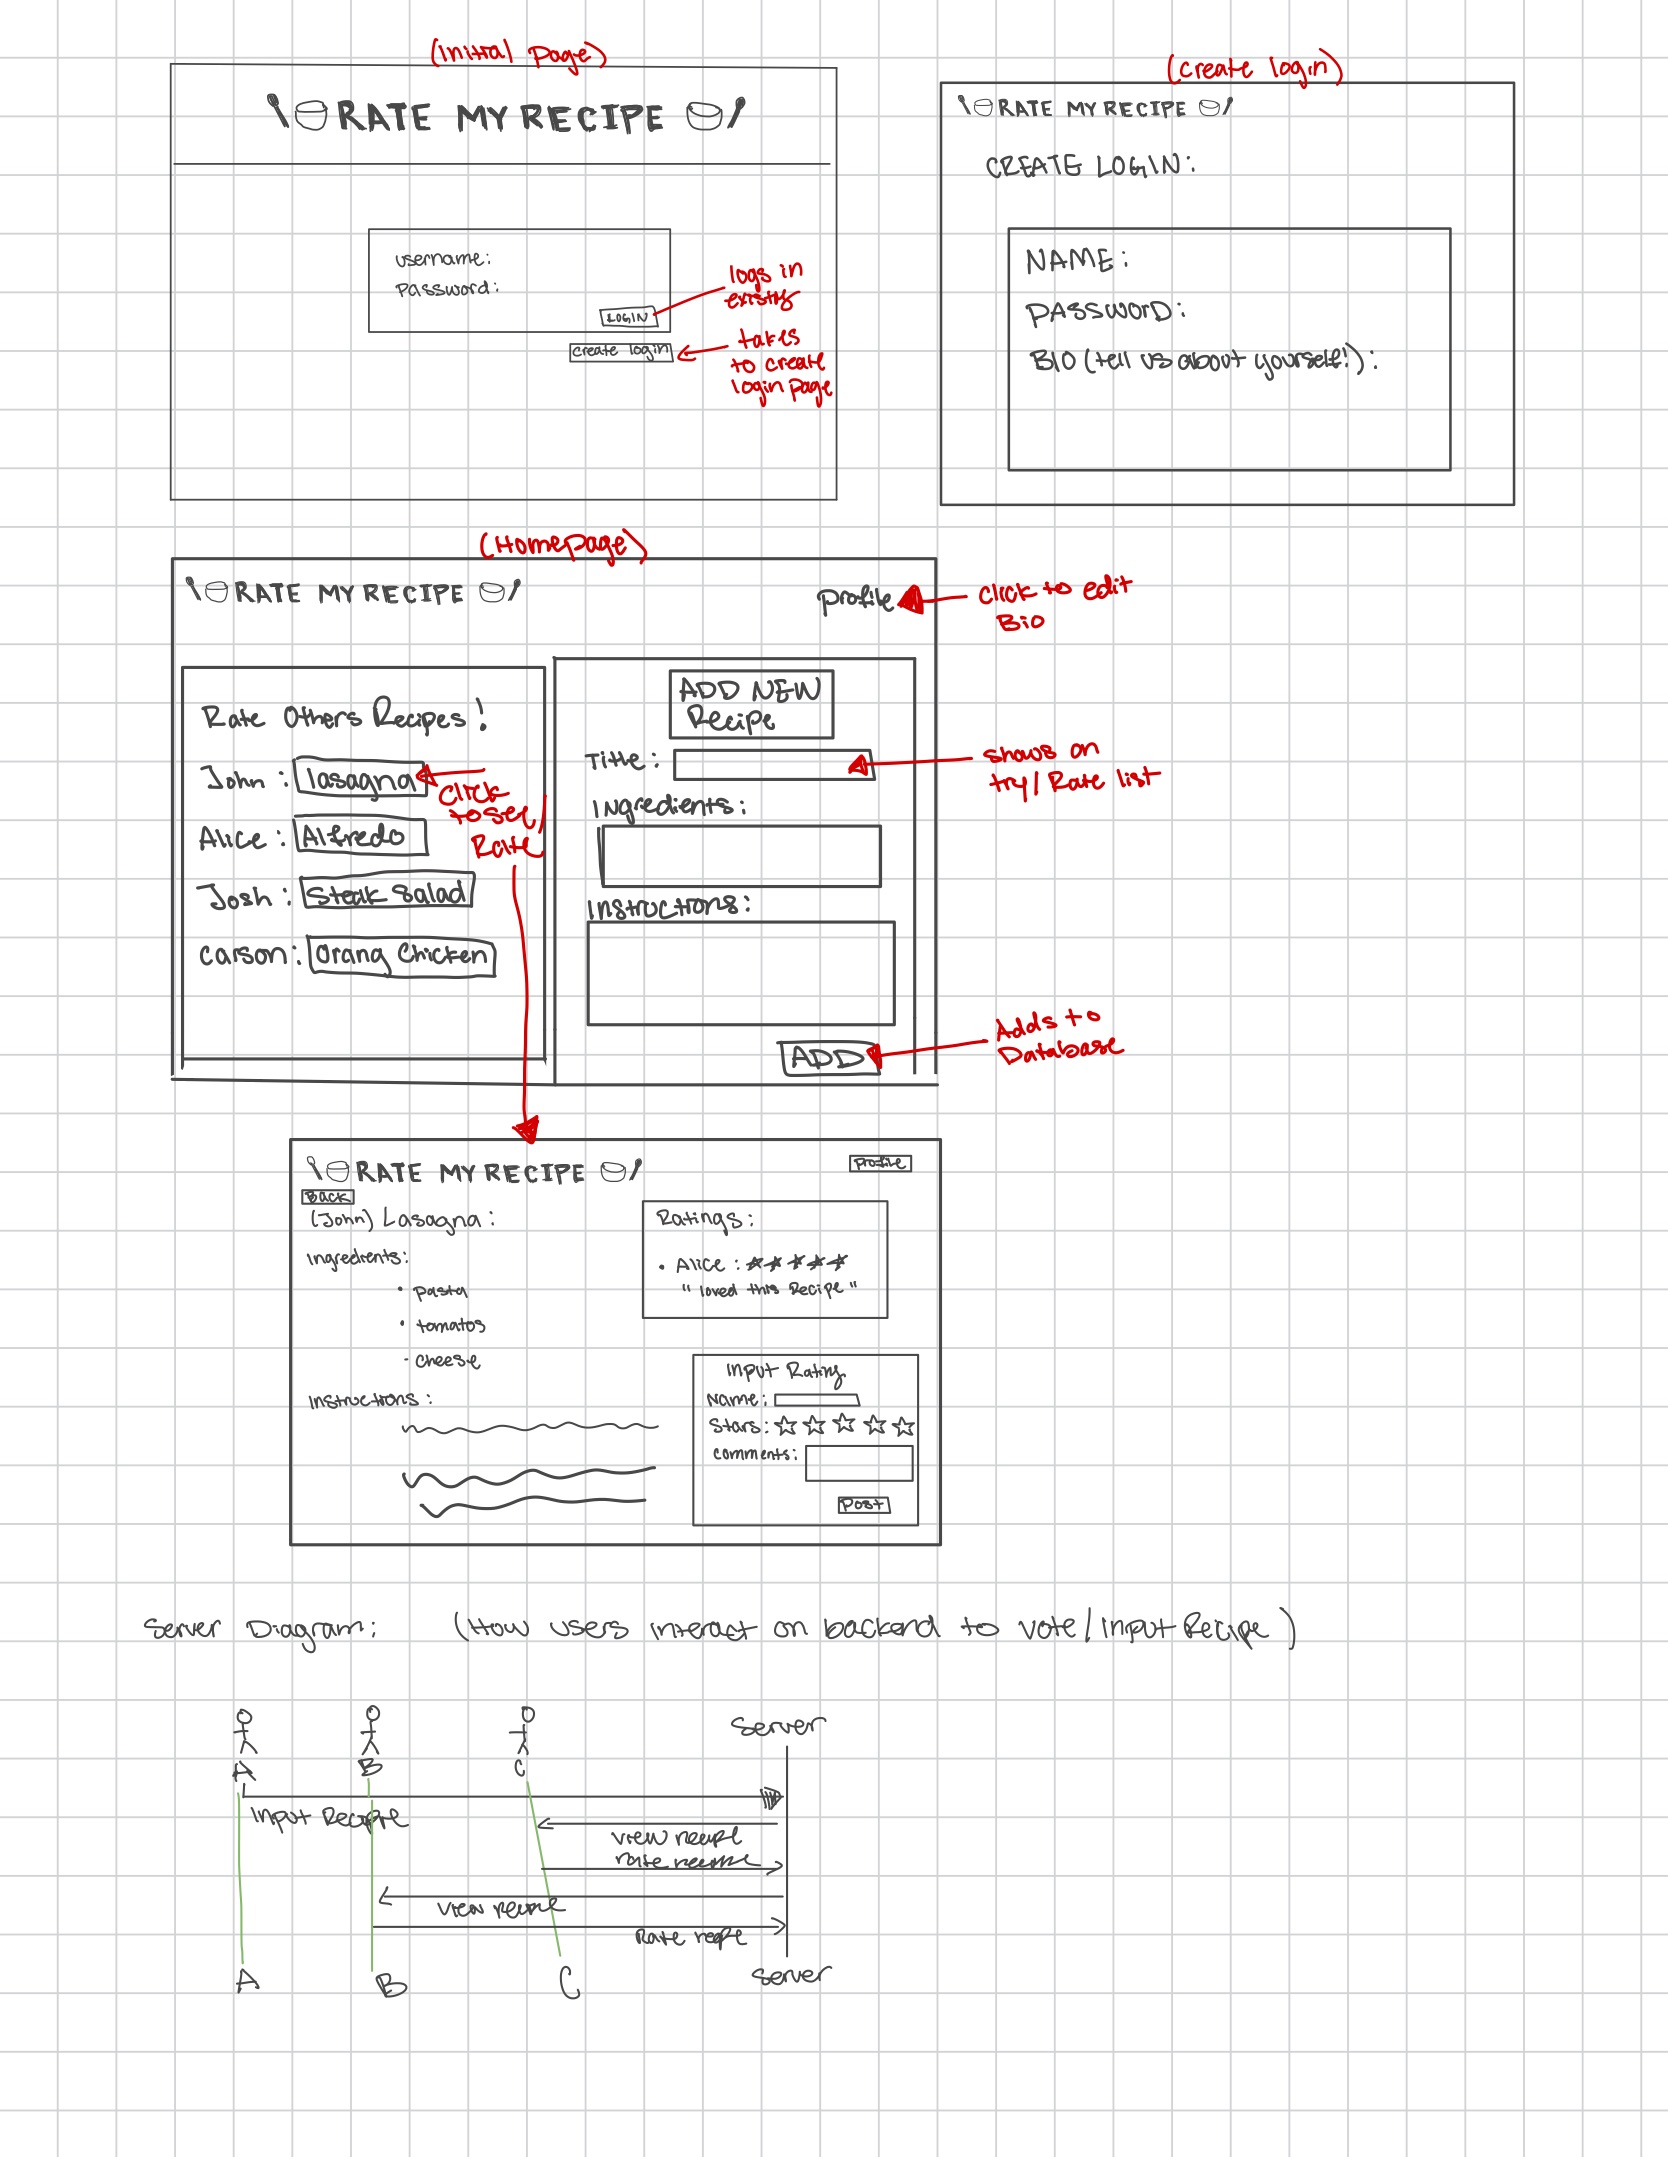 (Initial Page)
RATE MY RECIPE
username:
Password:
LOGIN
create login
logs in
existing
takes
to create
login page
(create login)
RATE MY RECIPE
CREATE LOGIN:
NAME:
PASSWORD:
BIO (tell us about yourself!):
(HomePage)
RATE MY RECIPE
profile
click to edit
Bio
Rate Others Recipes!
John: lasagna
Alice: Alfredo
Josh: Steak Salad
Carson: Orang Chicken
click
to see/
Rate
ADD NEW
Recipe
Title:
Ingredients:
Instructions:
ADD
shows on
try/Rate list
Adds to
Database
RATE MY RECIPE
Profile
Back
(John) Lasagna:
Ingredients:
• pasta
• tomatos
- cheese
Instructions:
Ratings:
• Alice: ★★★★★
"loved this Recipe"
Input Rating
Name:
Stars: ☆☆☆☆☆
comments:
Post
Server Diagram: (How users interact on backend to vote/Input Recipe)
A
B
C
Server
Input Recipe
view recipe
rate recipe
view recipe
Rate recipe
A
B
C
Server